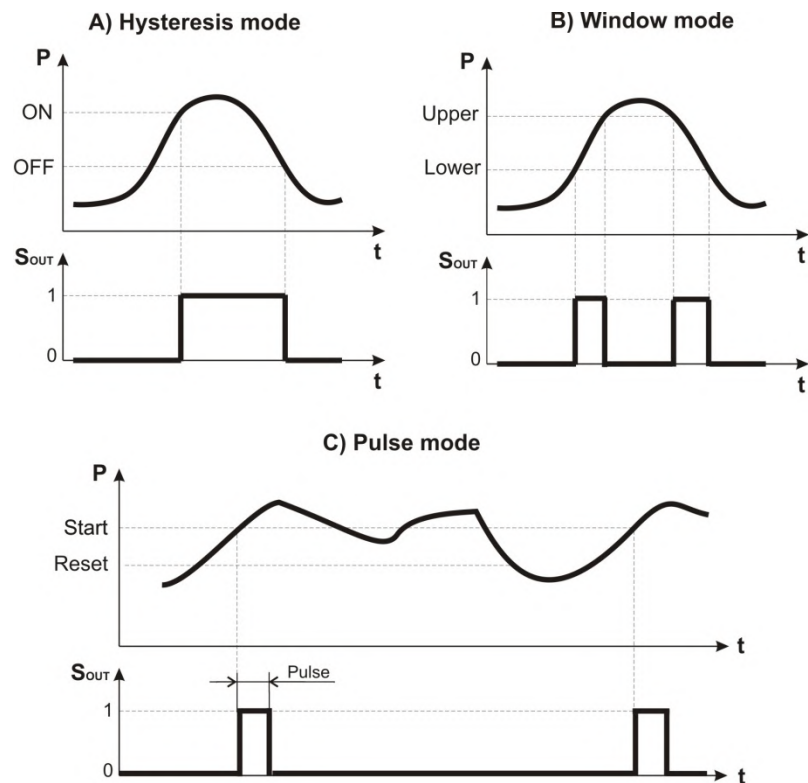 A) Hysteresis mode
P
ON
OFF
t
SOUT
1
0
t
B) Window mode
P
Upper
Lower
t
SOUT
1
0
t
C) Pulse mode
P
Start
Reset
t
SOUT
Pulse
1
0
t